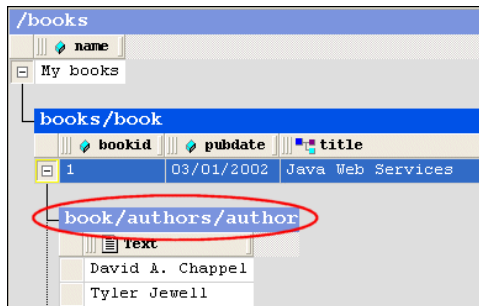 /books
name
My books
books/book
bookid pubdate title
1 03/01/2002 Java Web Services
book/authors/author
Text
David A. Chappel
Tyler Jewell